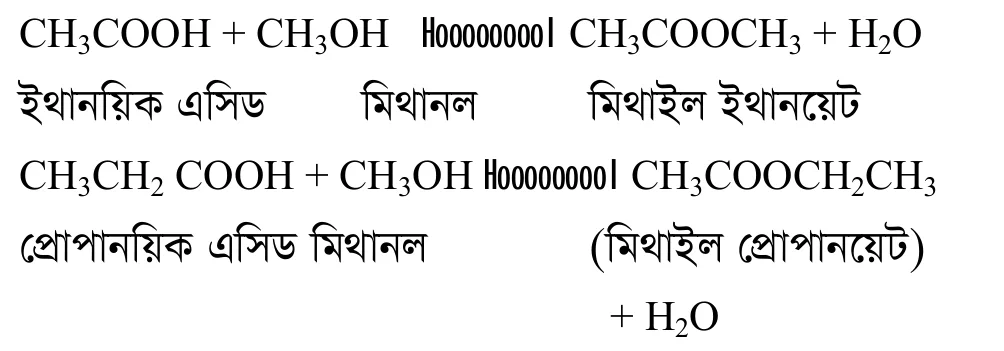 CH₃COOH + CH₃OH Hooooooool CH₃COOCH₃ + H₂O
ইথানয়িক এসিড মিথানল মিথাইল ইথানয়েট
CH₃CH₂ COOH + CH₃OH Hooooooool CH₃COOCH₂CH₃
প্রোপানয়িক এসিড মিথানল (মিথাইল প্রোপানয়েট)
+ H₂O